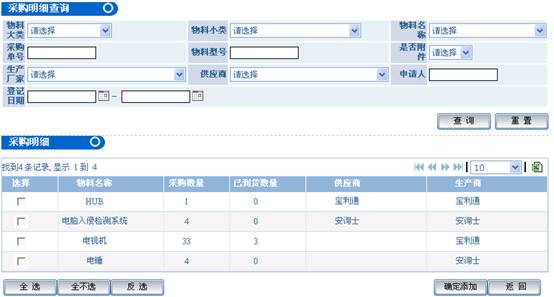 采购明细查询
物料大类 请选择 物料小类 请选择 物料名称 请选择
采购单号 物料型号 是否附件 请选择
生产厂家 请选择 供应商 请选择 申请人
登记日期 –
查 询 重 置
采购明细
找到4条记录, 显示 1 到 4 10
选择 物料名称 采购数量 已到货数量 供应商 生产商
HUB 1 0 宝利通 宝利通
电脑入侵检测系统 4 0 安询士 安询士
电视机 33 3 宝利通
电锤 4 0 安询士
全 选 全不选 反 选 确定添加 返 回